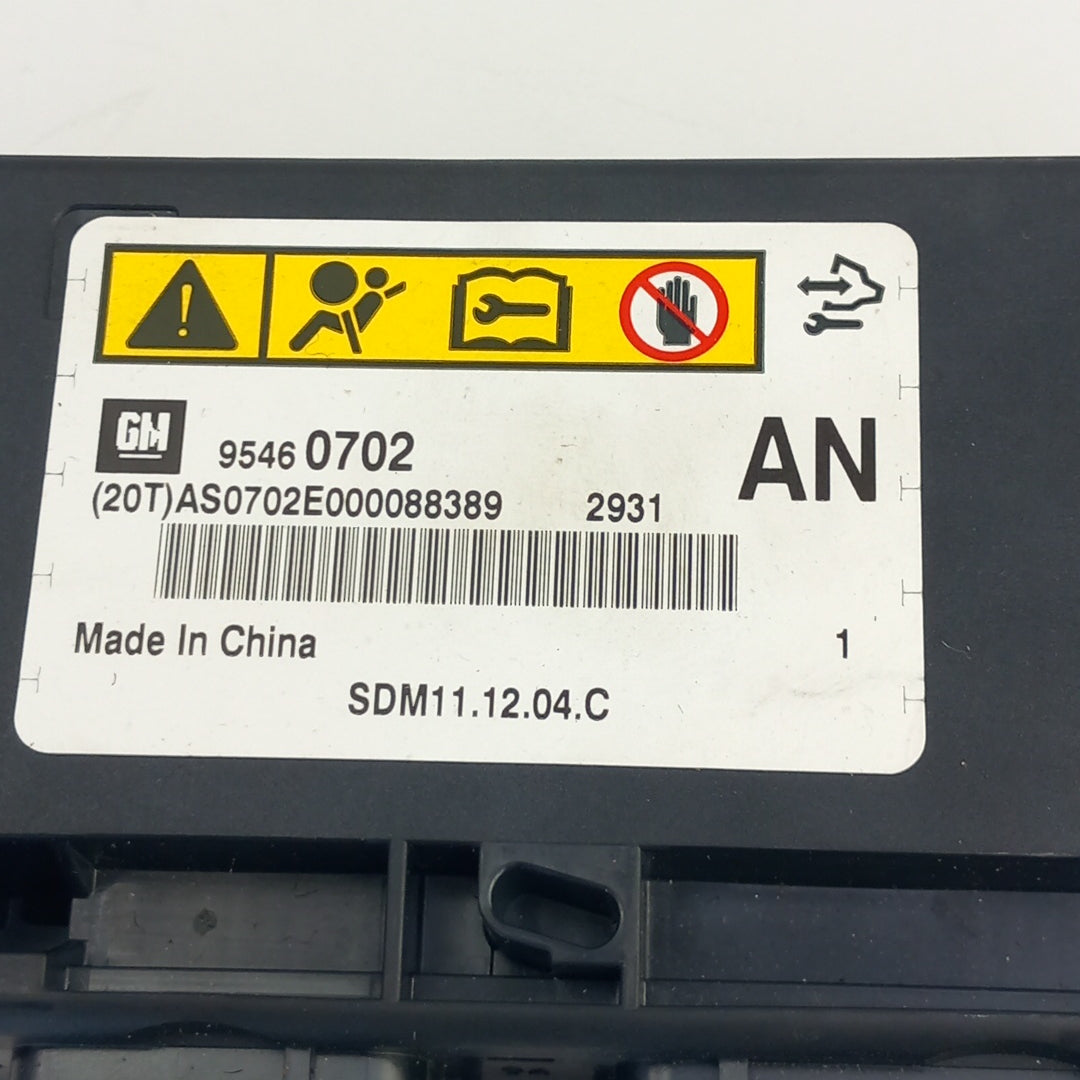 GM 9546 0702
AN
(20T)AS0702E000088389 2931
Made In China 1
SDM11.12.04.C